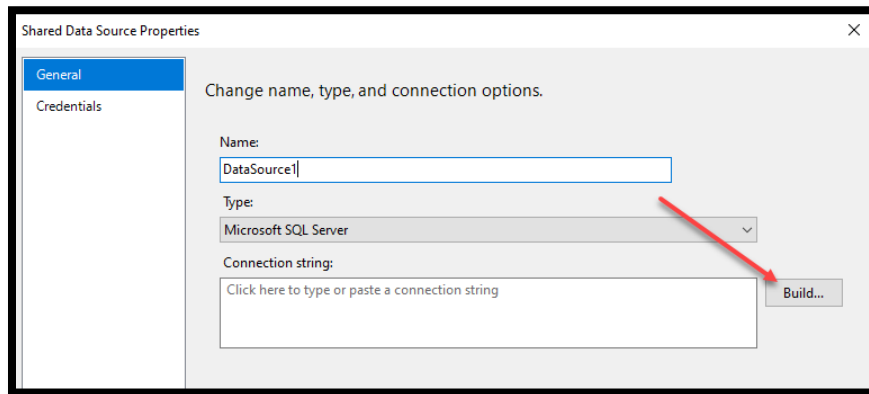 Shared Data Source Properties
General
Credentials
Change name, type, and connection options.
Name:
DataSource1
Type:
Microsoft SQL Server
Connection string:
Click here to type or paste a connection string
Build...